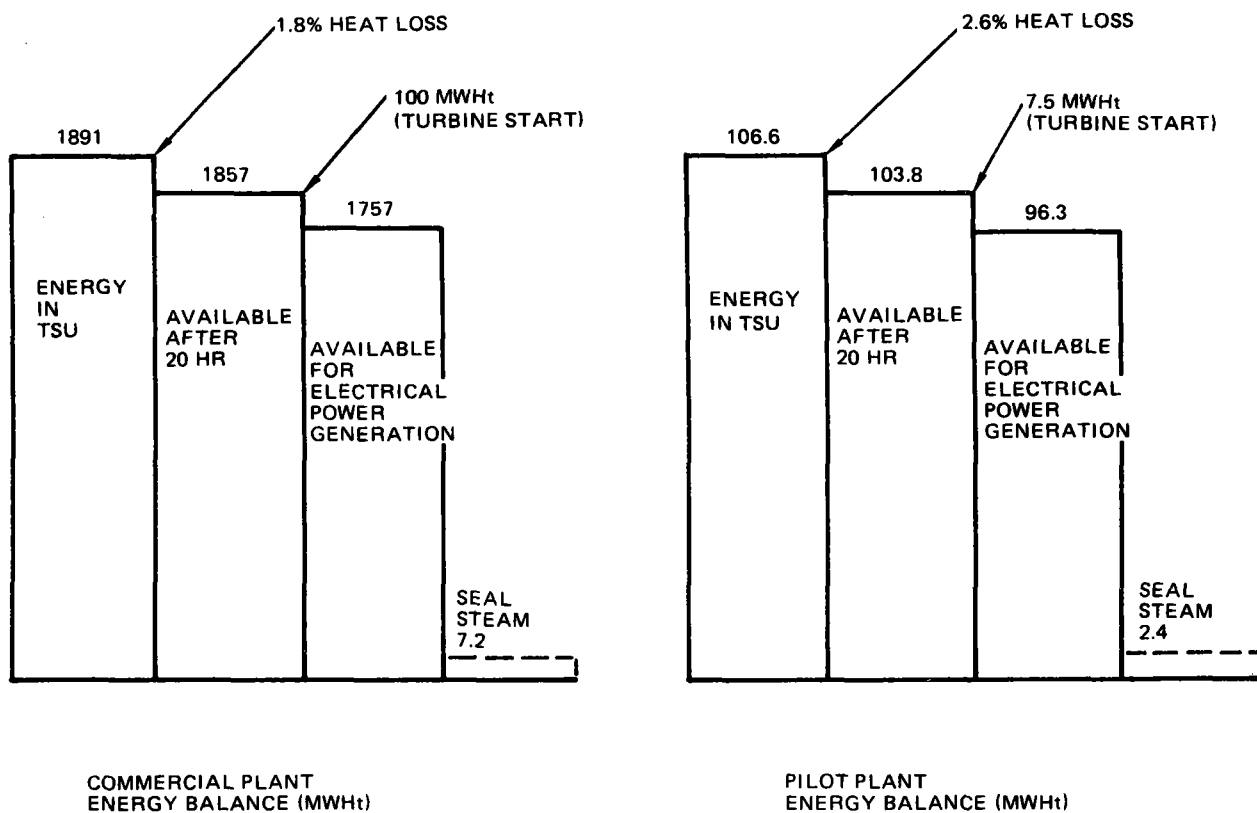 1.8% HEAT LOSS
100 MWHt
(TURBINE START)
1891
1857
1757
ENERGY
IN
TSU
AVAILABLE
AFTER
20 HR
AVAILABLE
FOR
ELECTRICAL
POWER
GENERATION
SEAL
STEAM
7.2
COMMERCIAL PLANT
ENERGY BALANCE (MWHt)
2.6% HEAT LOSS
7.5 MWHt
(TURBINE START)
106.6
103.8
96.3
ENERGY
IN TSU
AVAILABLE
AFTER
20 HR
AVAILABLE
FOR
ELECTRICAL
POWER
GENERATION
SEAL
STEAM
2.4
PILOT PLANT
ENERGY BALANCE (MWHt)